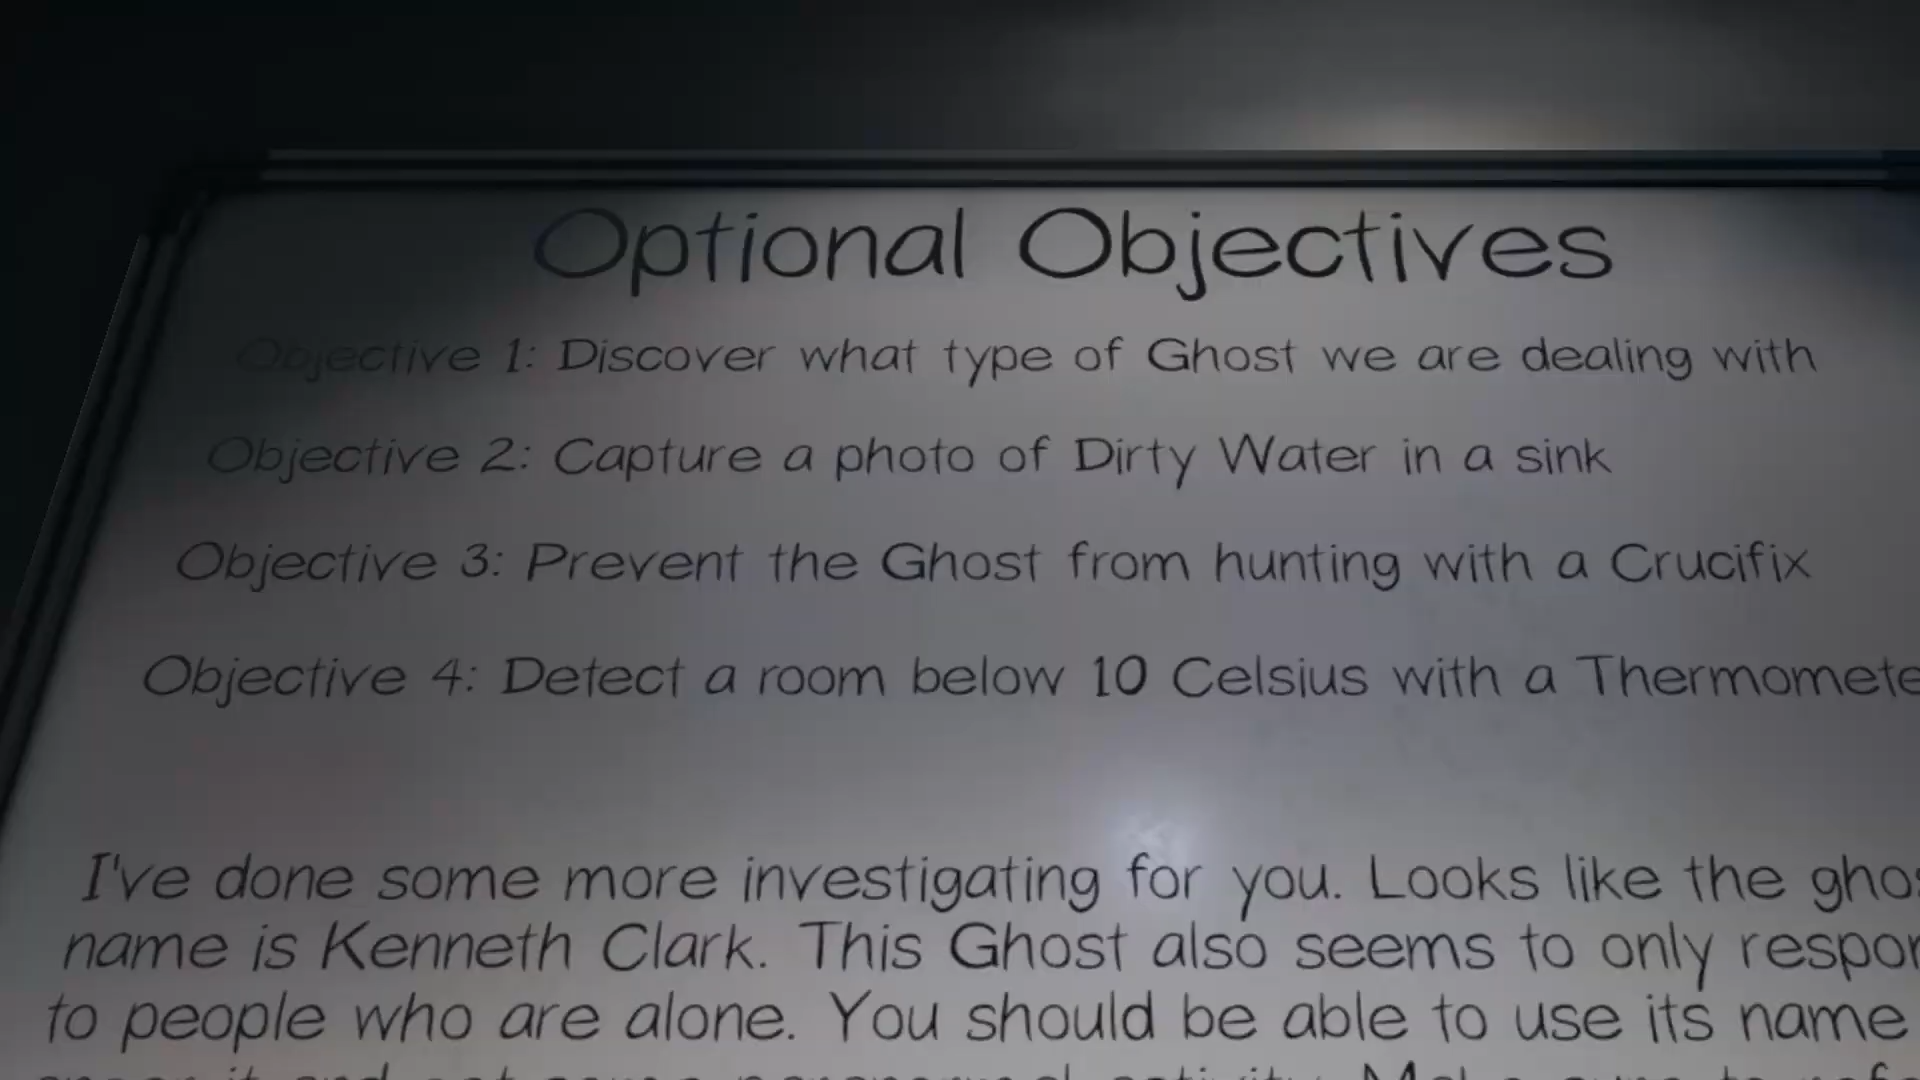 Optional Objectives
Objective 1: Discover what type of Ghost we are dealing with
Objective 2: Capture a photo of Dirty Water in a sink
Objective 3: Prevent the Ghost from hunting with a Crucifix
Objective 4: Detect a room below 10 Celsius with a Thermomete
I've done some more investigating for you. Looks like the ghos
name is Kenneth Clark. This Ghost also seems to only respon
to people who are alone. You should be able to use its name